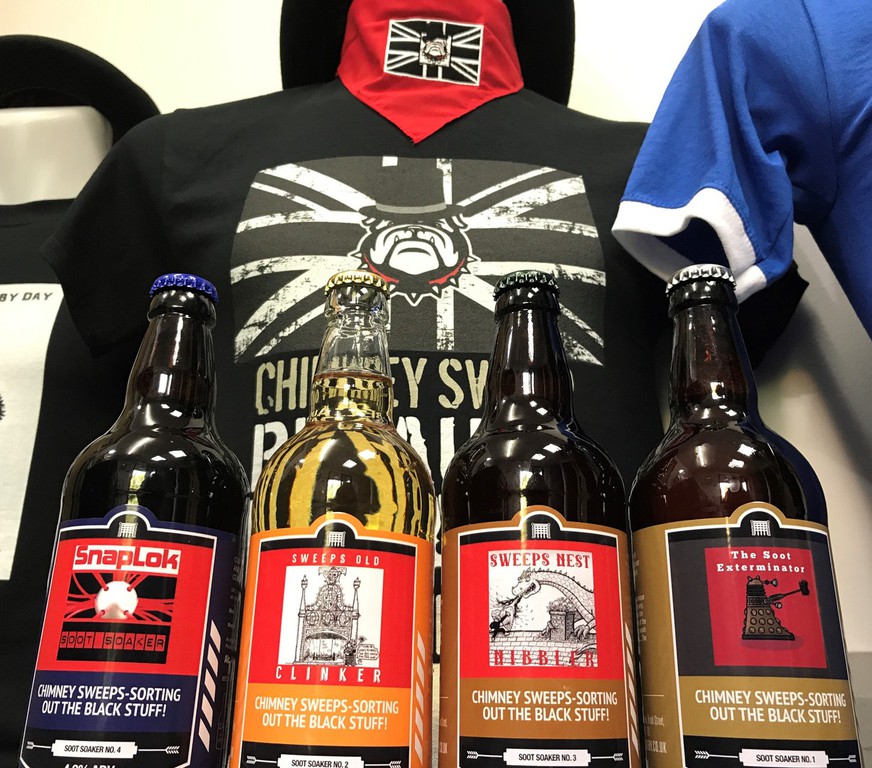 BY DAY
CHIMNEY SW
SnapLok
SOOT SOAKER
CHIMNEY SWEEPS-SORTING
OUT THE BLACK STUFF!
SOOT SOAKER NO. 4
4.0% ABV
SWEEPS OLD
CLINKER
CHIMNEY SWEEPS-SORTING
OUT THE BLACK STUFF!
SOOT SOAKER NO. 2
SWEEPS NEST
NIBBLER
CHIMNEY SWEEPS-SORTING
OUT THE BLACK STUFF!
SOOT SOAKER NO. 3
The Soot
Exterminator
CHIMNEY SWEEPS-SORTING
OUT THE BLACK STUFF!
SOOT SOAKER NO. 1